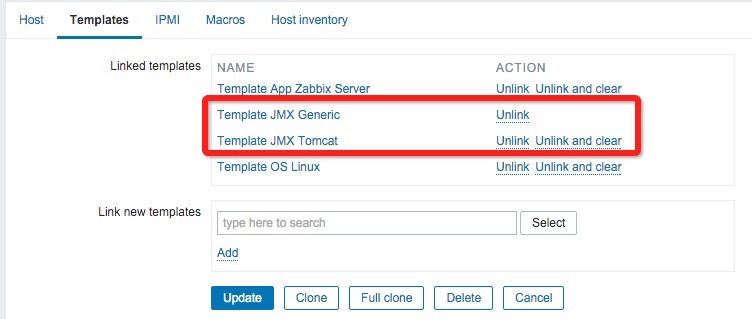 Host Templates IPMI Macros Host inventory
Linked templates NAME ACTION
Template App Zabbix Server Unlink Unlink and clear
Template JMX Generic Unlink
Template JMX Tomcat Unlink Unlink and clear
Template OS Linux Unlink Unlink and clear
Link new templates type here to search Select
Add
Update Clone Full clone Delete Cancel